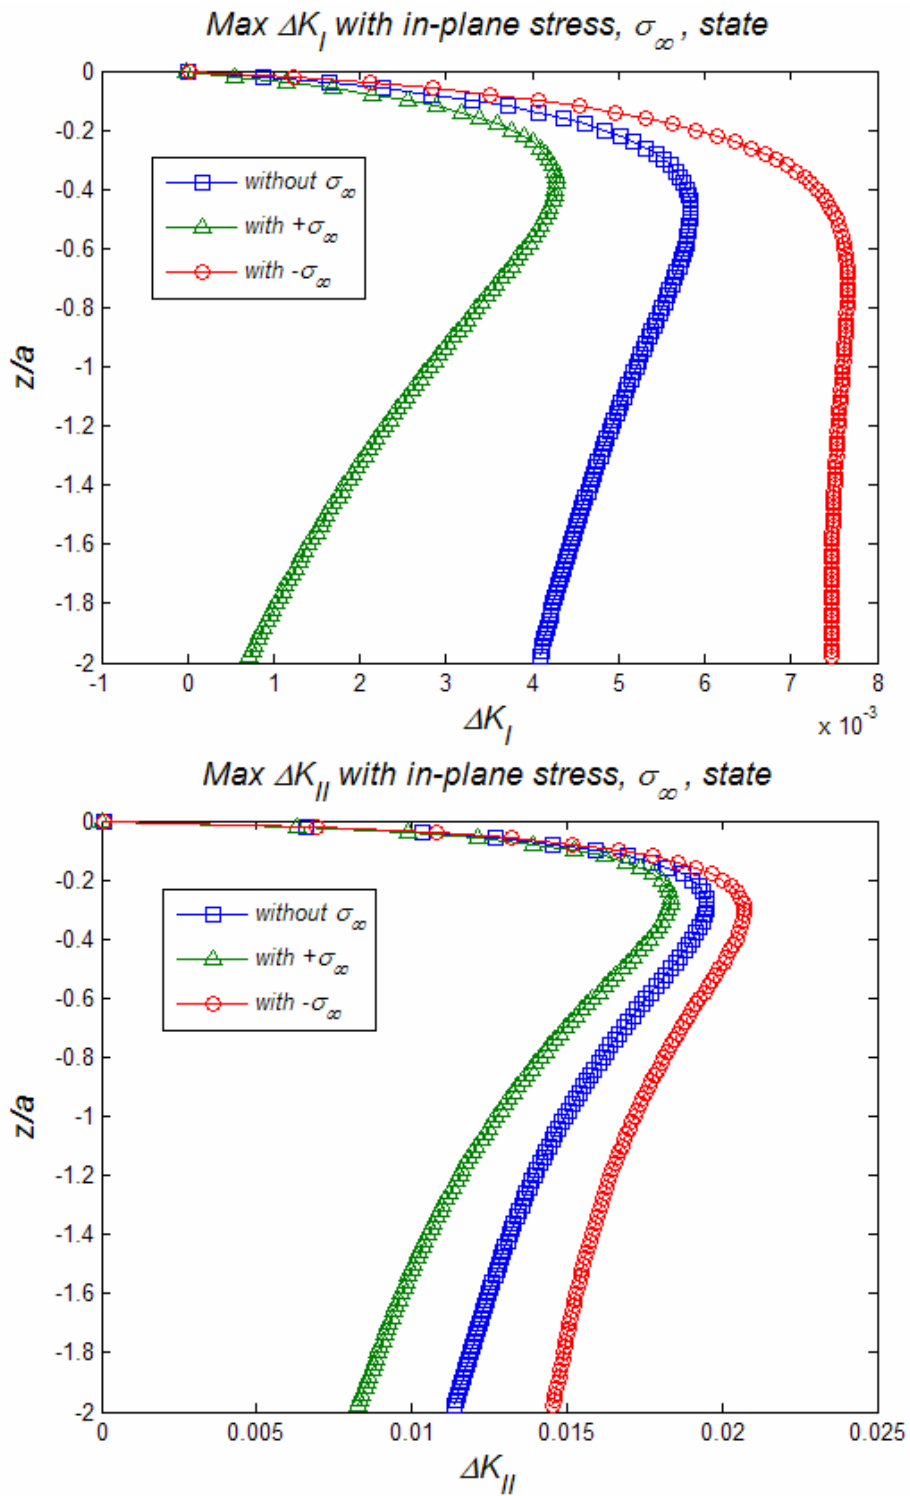 Max ΔK_I with in-plane stress, σ_∞, state
0
-0.2
-0.4
-0.6
-0.8
-1
-1.2
-1.4
-1.6
-1.8
-2
z/a
without σ_∞
with +σ_∞
with -σ_∞
-1 0 1 2 3 4 5 6 7 8
ΔK_I
x 10^-3
Max ΔK_II with in-plane stress, σ_∞, state
0
-0.2
-0.4
-0.6
-0.8
-1
-1.2
-1.4
-1.6
-1.8
-2
z/a
without σ_∞
with +σ_∞
with -σ_∞
0 0.005 0.01 0.015 0.02 0.025
ΔK_II